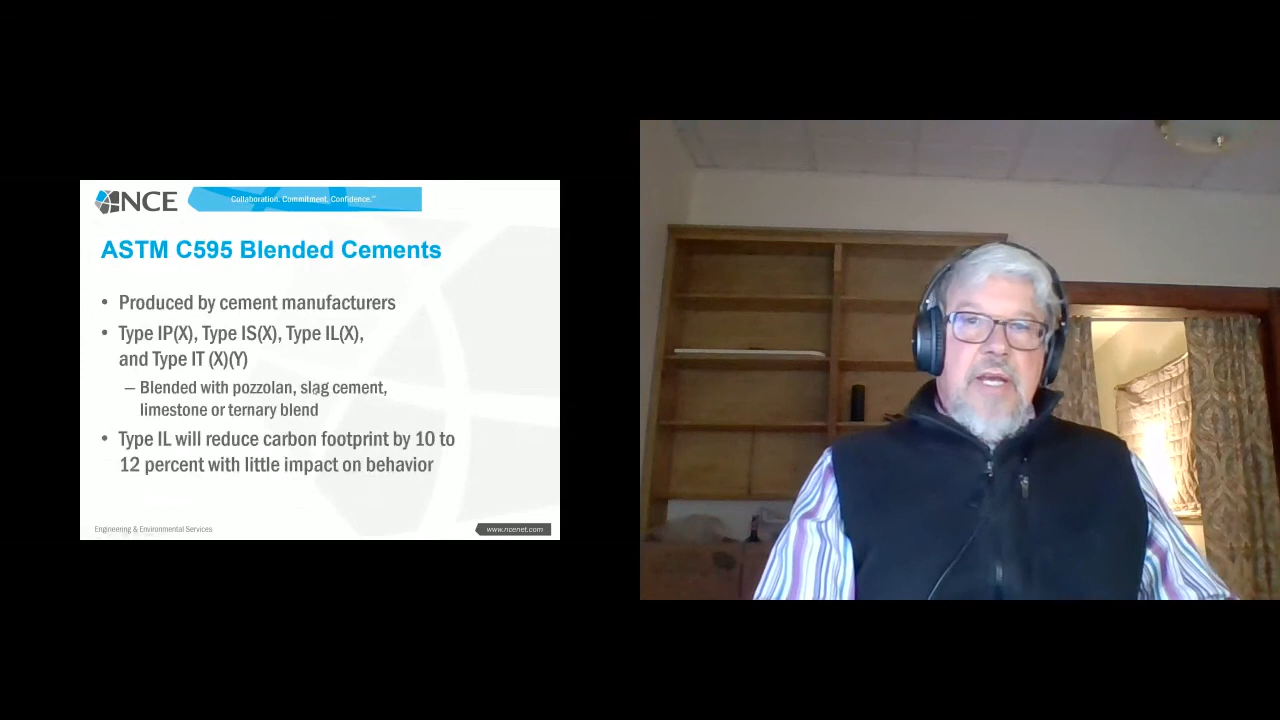 NCE
Collaboration. Commitment. Confidence.™
ASTM C595 Blended Cements
• Produced by cement manufacturers
• Type IP(X), Type IS(X), Type IL(X),
and Type IT (X)(Y)
– Blended with pozzolan, slag cement,
limestone or ternary blend
• Type IL will reduce carbon footprint by 10 to
12 percent with little impact on behavior
Engineering & Environmental Services
www.ncenet.com